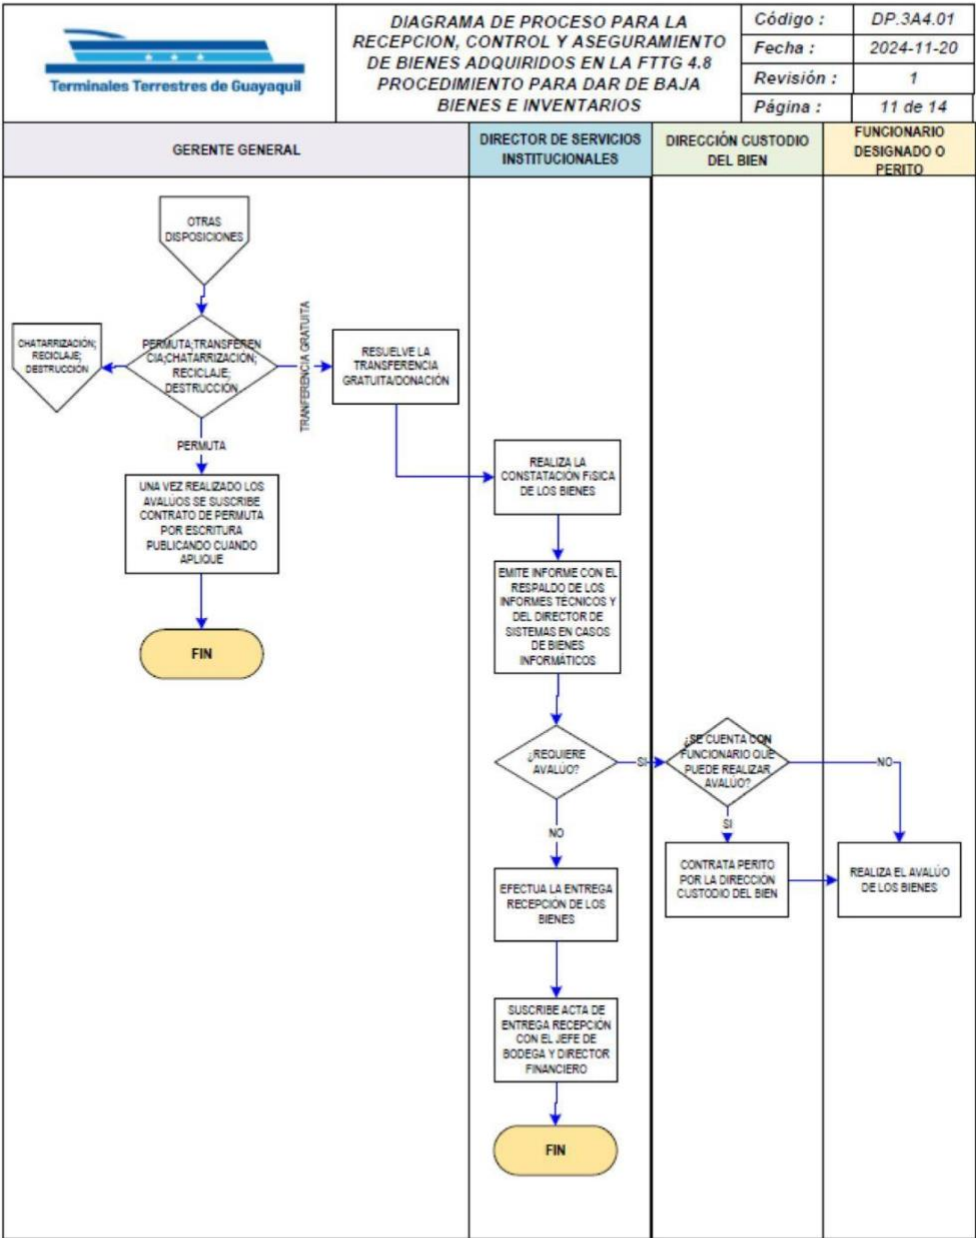 Terminales Terrestres de Guayaquil
DIAGRAMA DE PROCESO PARA LA
RECEPCION, CONTROL Y ASEGURAMIENTO
DE BIENES ADQUIRIDOS EN LA FTTG 4.8
PROCEDIMIENTO PARA DAR DE BAJA
BIENES E INVENTARIOS
Código : DP.3A4.01
Fecha : 2024-11-20
Revisión : 1
Página : 11 de 14
GERENTE GENERAL
DIRECTOR DE SERVICIOS
INSTITUCIONALES
DIRECCIÓN CUSTODIO
DEL BIEN
FUNCIONARIO
DESIGNADO O
PERITO
OTRAS
DISPOSICIONES
CHATARRIZACIÓN;
RECICLAJE;
DESTRUCCIÓN
PERMUTA;TRANSFEREN
CIA;CHATARRIZACIÓN;
RECICLAJE;
DESTRUCCIÓN
TRANFERENCIA GRATUITA
RESUELVE LA
TRANSFERENCIA
GRATUITA/DONACIÓN
PERMUTA
UNA VEZ REALIZADO LOS
AVALUOS SE SUSCRIBE
CONTRATO DE PERMUTA
POR ESCRITURA
PUBLICANDO CUANDO
APLIQUE
FIN
REALIZA LA
CONSTATACIÓN FíSICA
DE LOS BIENES
EMITE INFORME CON EL
RESPALDO DE LOS
INFORMES TÉCNICOS Y
DEL DIRECTOR DE
SISTEMAS EN CASOS
DE BIENES
INFORMÁTICOS
¿REQUIERE
AVALÚO?
SI
¿SE CUENTA CON
FUNCIONARIO QUE
PUEDE REALIZAR
AVALÚO?
NO
NO
SI
EFECTUA LA ENTREGA
RECEPCIÓN DE LOS
BIENES
CONTRATA PERITO
POR LA DIRECCIÓN
CUSTODIO DEL BIEN
REALIZA EL AVALÚO
DE LOS BIENES
SUSCRIBE ACTA DE
ENTREGA RECEPCIÓN
CON EL JEFE DE
BODEGA Y DIRECTOR
FINANCIERO
FIN